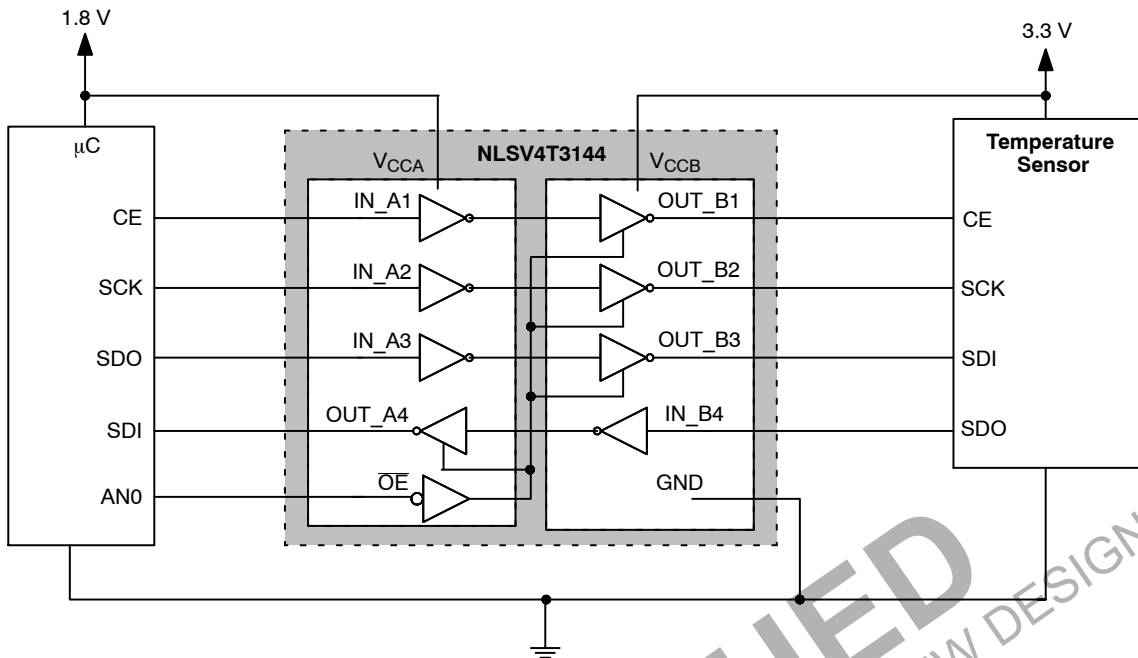 1.8 V
3.3 V
μC
NLSV4T3144
Temperature
Sensor
VCCA
VCCB
CE
IN_A1
OUT_B1
CE
SCK
IN_A2
OUT_B2
SCK
SDO
IN_A3
OUT_B3
SDI
SDI
OUT_A4
IN_B4
SDO
AN0
OE
GND
DESIGN